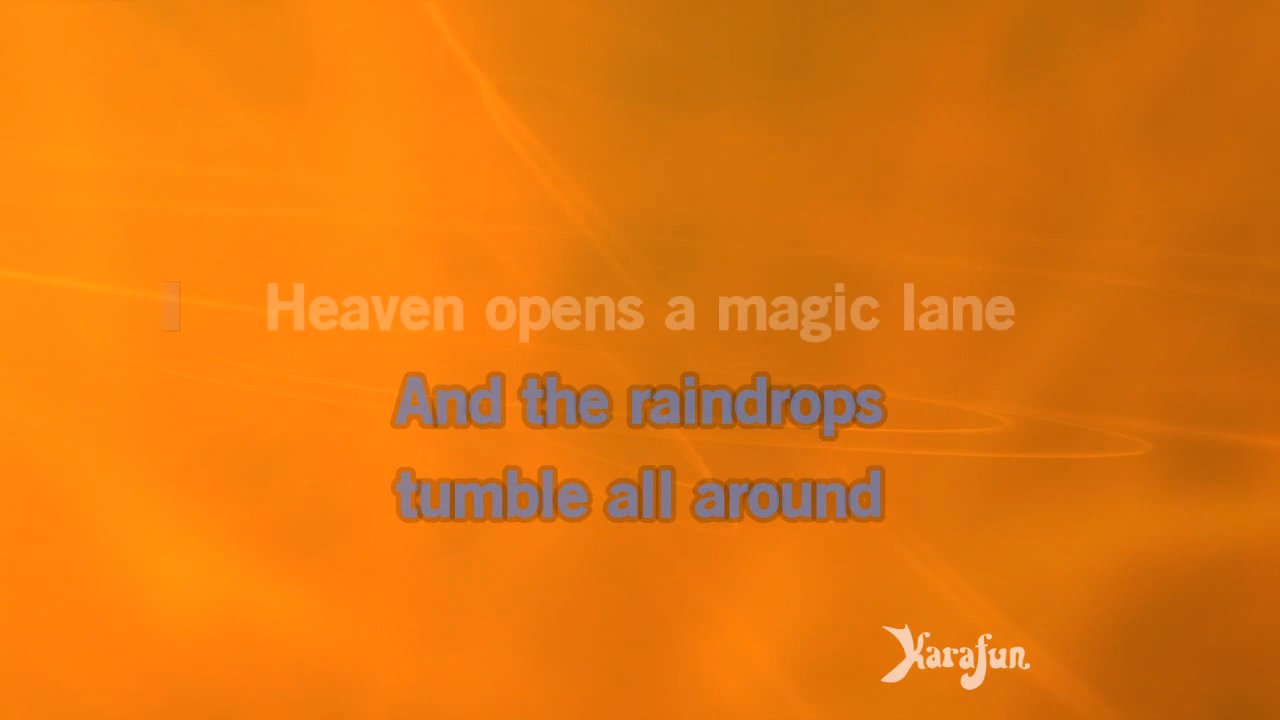 Heaven opens a magic lane
And the raindrops
tumble all around
Karafun